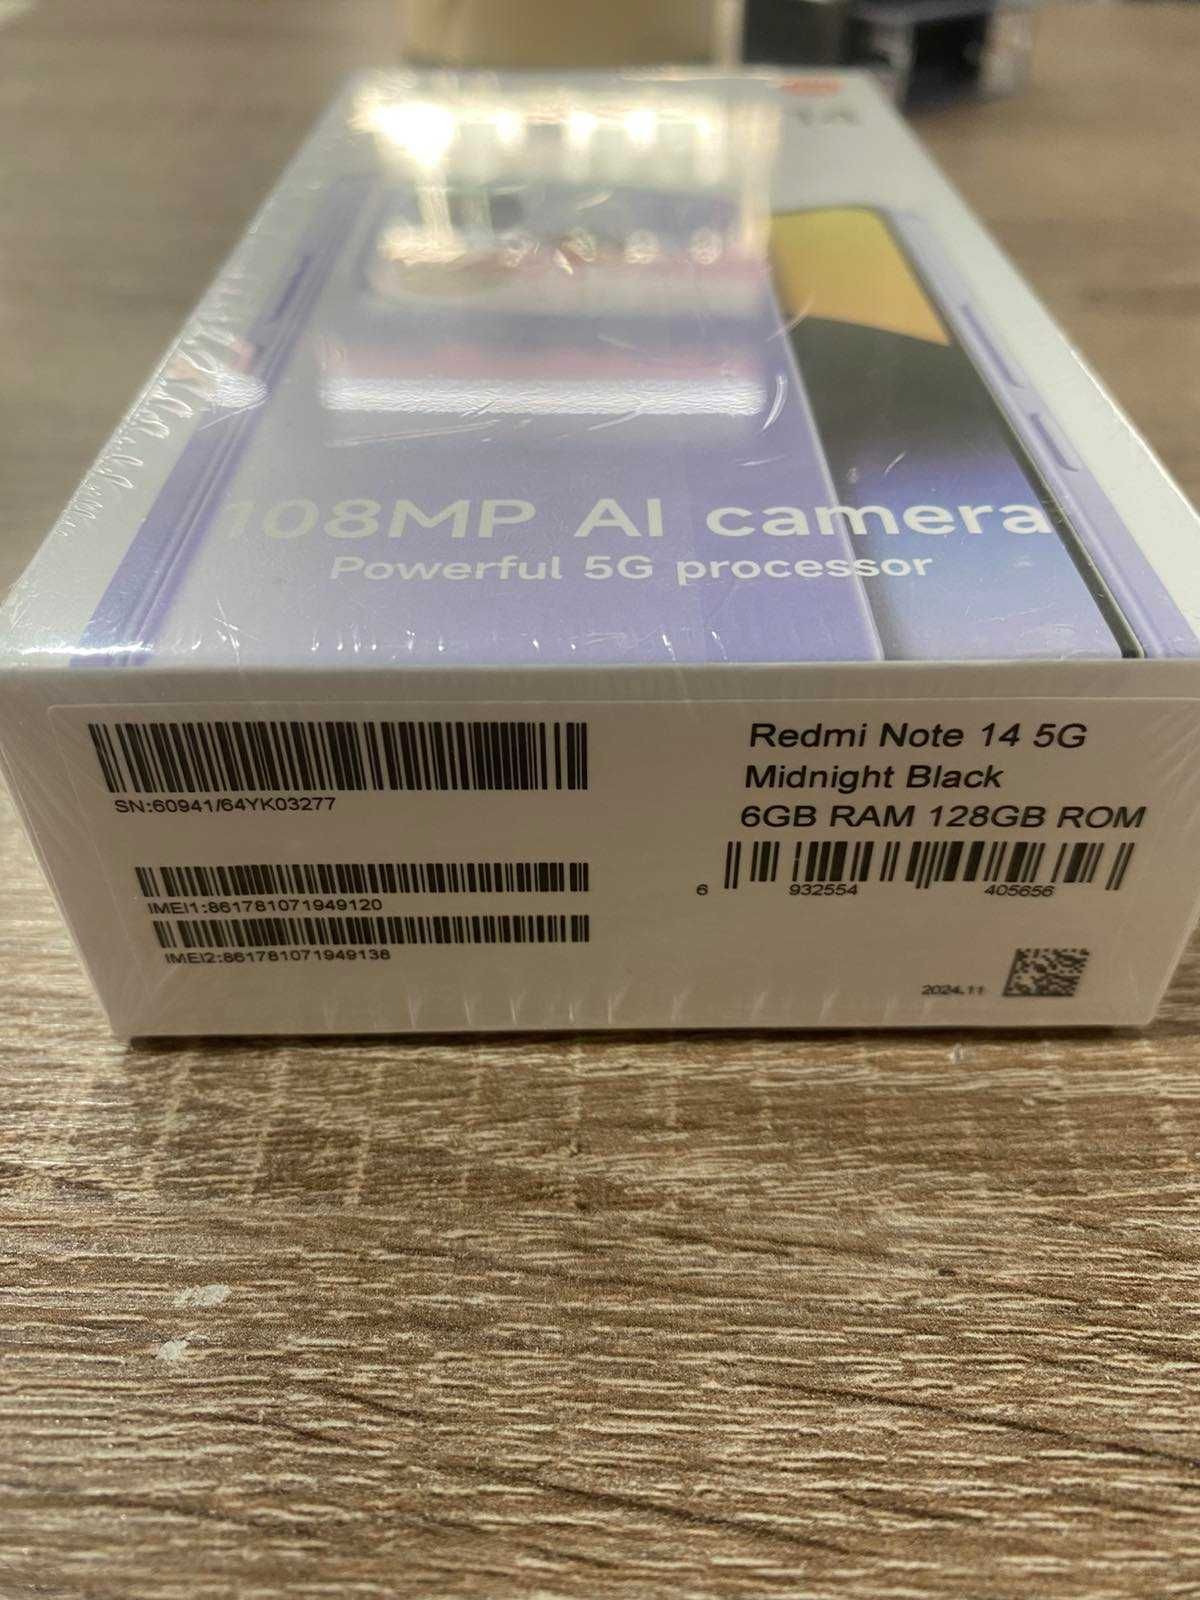 14
108MP AI camera
Powerful 5G processor
SN:60941/64YK03277
IMEI1:861781071949120
IMEI2:861781071949138
Redmi Note 14 5G
Midnight Black
6GB RAM 128GB ROM
6 932554 405656
2024.11